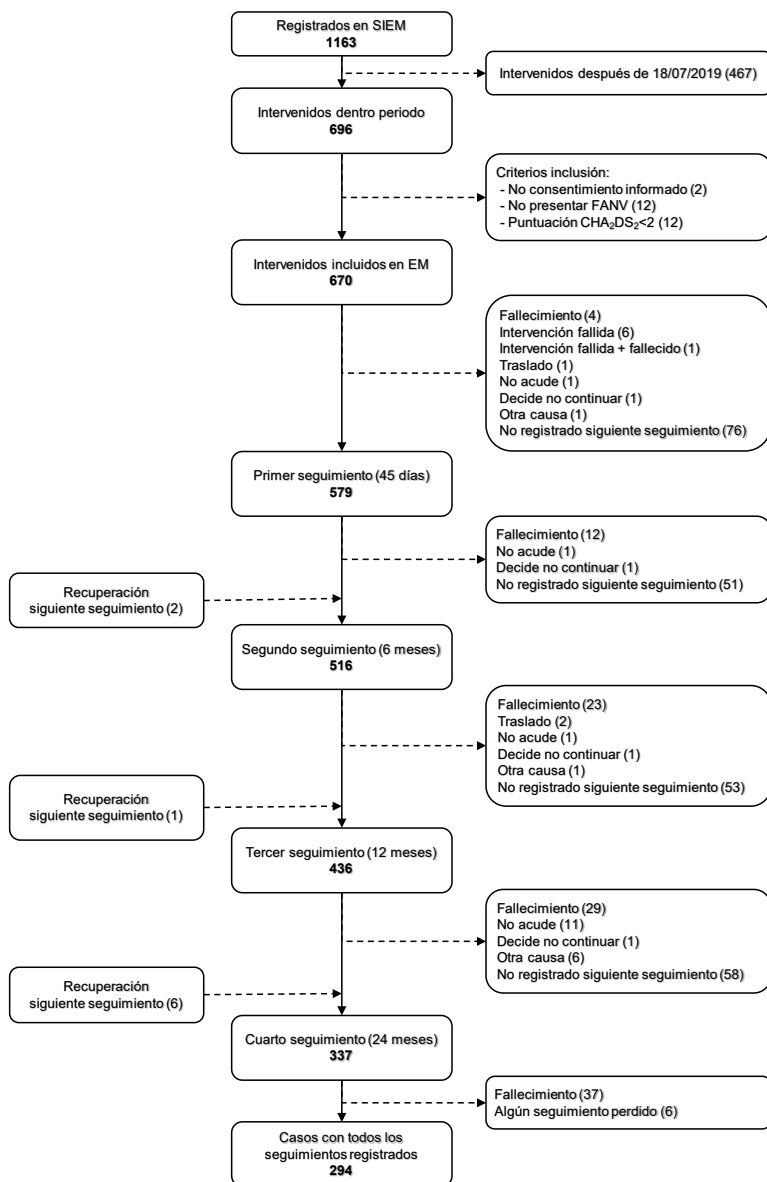 Registrados en SIEM
1163
Intervenidos después de 18/07/2019 (467)
Intervenidos dentro periodo
696
Criterios inclusión:
- No consentimiento informado (2)
- No presentar FANV (12)
- Puntuación CHA₂DS₂<2 (12)
Intervenidos incluidos en EM
670
Fallecimiento (4)
Intervención fallida (6)
Intervención fallida + fallecido (1)
Traslado (1)
No acude (1)
Decide no continuar (1)
Otra causa (1)
No registrado siguiente seguimiento (76)
Primer seguimiento (45 días)
579
Fallecimiento (12)
No acude (1)
Decide no continuar (1)
No registrado siguiente seguimiento (51)
Recuperación
siguiente seguimiento (2)
Segundo seguimiento (6 meses)
516
Fallecimiento (23)
Traslado (2)
No acude (1)
Decide no continuar (1)
Otra causa (1)
No registrado siguiente seguimiento (53)
Recuperación
siguiente seguimiento (1)
Tercer seguimiento (12 meses)
436
Fallecimiento (29)
No acude (11)
Decide no continuar (1)
Otra causa (6)
No registrado siguiente seguimiento (58)
Recuperación
siguiente seguimiento (6)
Cuarto seguimiento (24 meses)
337
Fallecimiento (37)
Algún seguimiento perdido (6)
Casos con todos los
seguimientos registrados
294